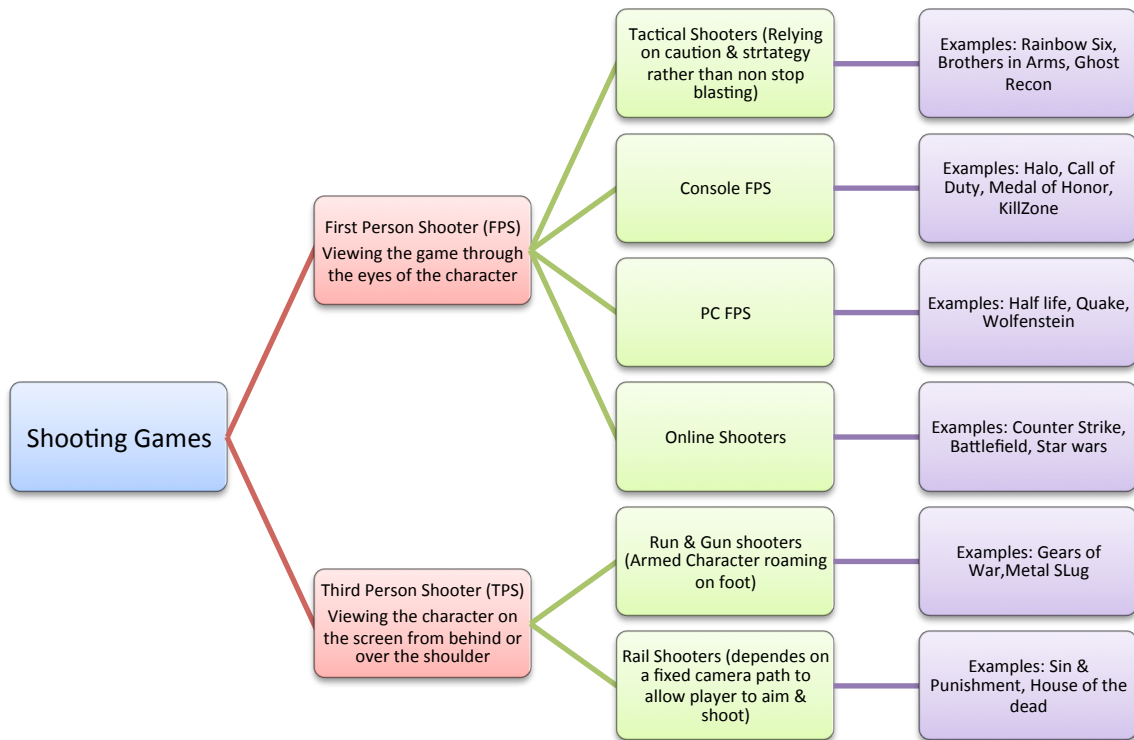 Shooting Games
First Person Shooter (FPS)
Viewing the game through
the eyes of the character
Tactical Shooters (Relying
on caution & strtategy
rather than non stop
blasting)
Examples: Rainbow Six,
Brothers in Arms, Ghost
Recon
Console FPS
Examples: Halo, Call of
Duty, Medal of Honor,
KillZone
PC FPS
Examples: Half life, Quake,
Wolfenstein
Online Shooters
Examples: Counter Strike,
Battlefield, Star wars
Third Person Shooter (TPS)
Viewing the character on
the screen from behind or
over the shoulder
Run & Gun shooters
(Armed Character roaming
on foot)
Examples: Gears of
War,Metal SLug
Rail Shooters (dependes on
a fixed camera path to
allow player to aim &
shoot)
Examples: Sin &
Punishment, House of the
dead